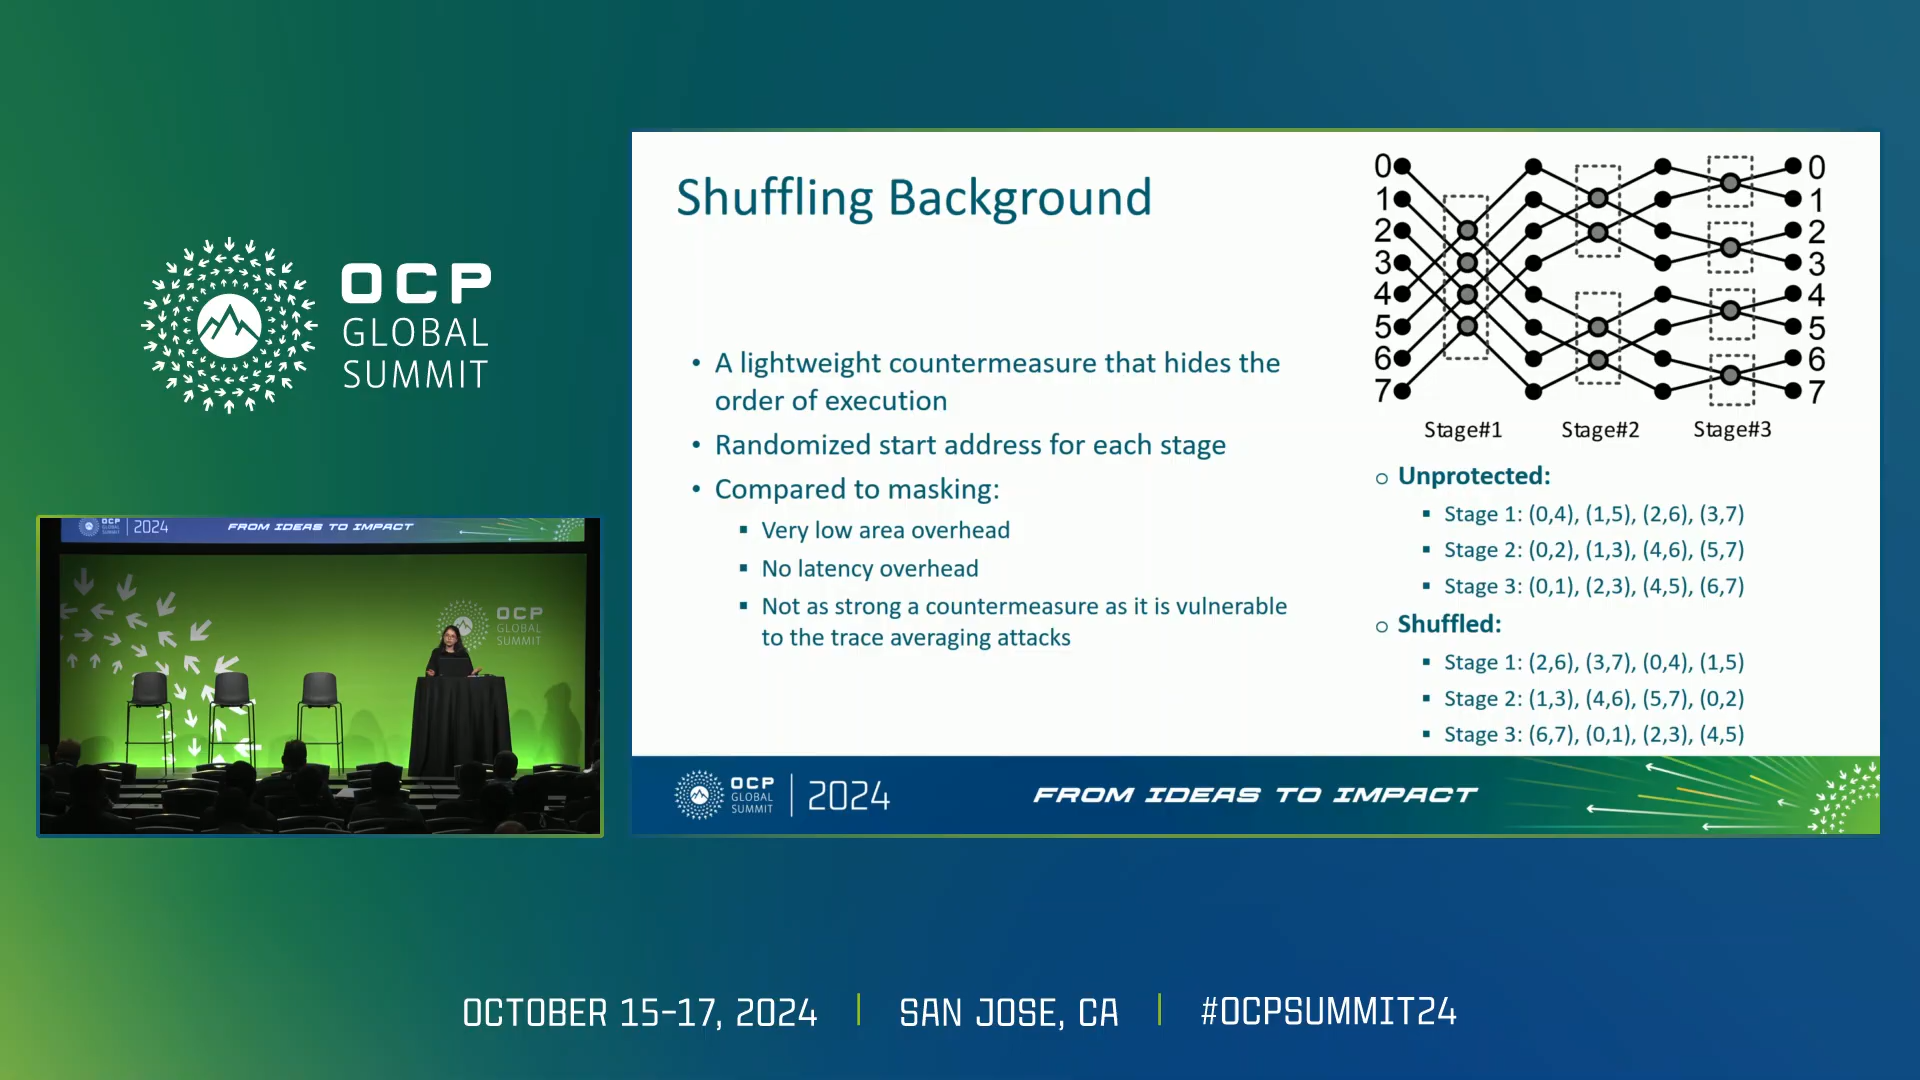 OCP
GLOBAL
SUMMIT
OCP
2024
FROM IDEAS TO IMPACT
OCP
GLOBAL
SUMMIT
Shuffling Background
• A lightweight countermeasure that hides the
order of execution
• Randomized start address for each stage
• Compared to masking:
▪ Very low area overhead
▪ No latency overhead
▪ Not as strong a countermeasure as it is vulnerable
to the trace averaging attacks
0 0
1 1
2 2
3 3
4 4
5 5
6 6
7 7
Stage#1 Stage#2 Stage#3
o Unprotected:
▪ Stage 1: (0,4), (1,5), (2,6), (3,7)
▪ Stage 2: (0,2), (1,3), (4,6), (5,7)
▪ Stage 3: (0,1), (2,3), (4,5), (6,7)
o Shuffled:
▪ Stage 1: (2,6), (3,7), (0,4), (1,5)
▪ Stage 2: (1,3), (4,6), (5,7), (0,2)
▪ Stage 3: (6,7), (0,1), (2,3), (4,5)
OCP
GLOBAL
SUMMIT
2024
FROM IDEAS TO IMPACT
OCTOBER 15-17, 2024 | SAN JOSE, CA | #OCPSUMMIT24